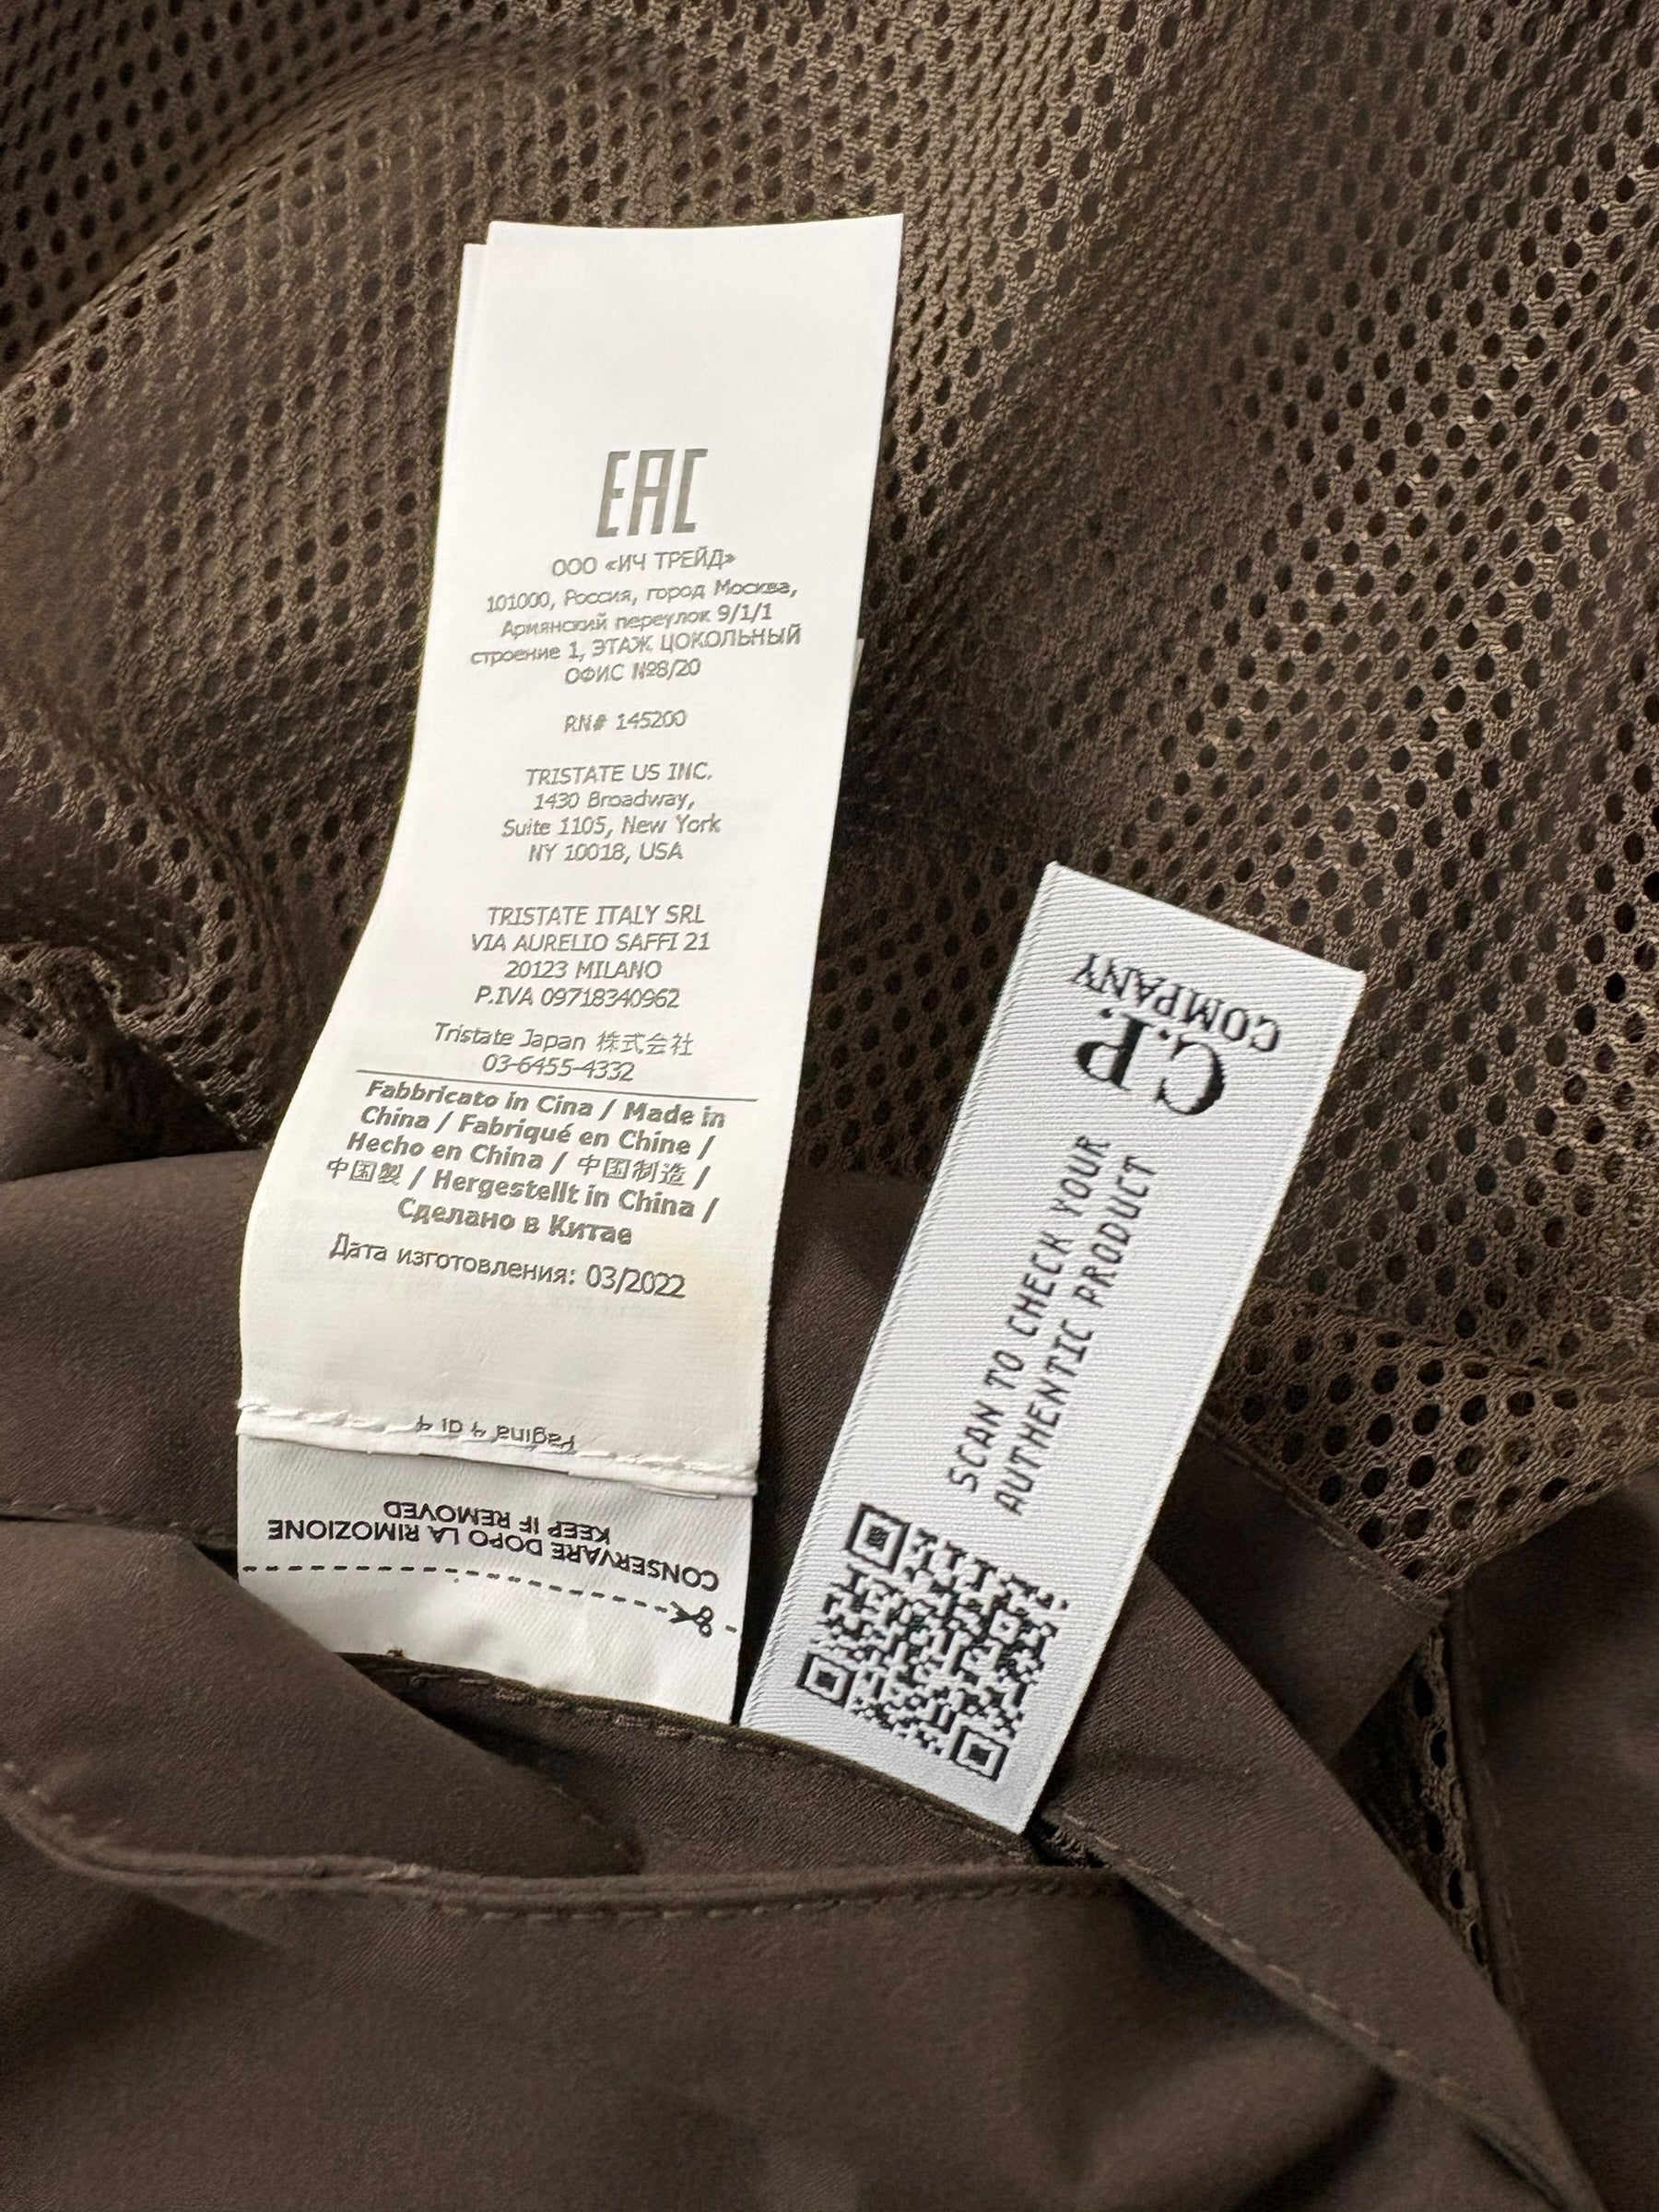 EAC
ООО «ИЧ ТРЕЙД»
101000, Россия, город Москва,
Армянский переулок 9/1/1
строение 1, ЭТАЖ ЦОКОЛЬНЫЙ
ОФИС №8/20
RN# 145200
TRISTATE US INC.
1430 Broadway,
Suite 1105, New York
NY 10018, USA
TRISTATE ITALY SRL
VIA AURELIO SAFFI 21
20123 MILANO
P.IVA 09718340962
Tristate Japan 株式会社
03-6455-4332
Fabbricato in Cina / Made in
China / Fabriqué en Chine /
Hecho en China / 中国制造 /
中国製 / Hergestellt in China /
Сделано в Китае
Дата изготовления: 03/2022
Pagina 4 di 4
CONSERVARE DOPO LA RIMOZIONE
KEEP IF REMOVED
C.P.
COMPANY
SCAN TO CHECK YOUR
AUTHENTIC PRODUCT